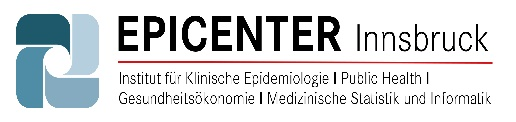 EPICENTER Innsbruck
Institut für Klinische Epidemiologie I Public Health I
Gesundheitsökonomie I Medizinische Statistik und Informatik